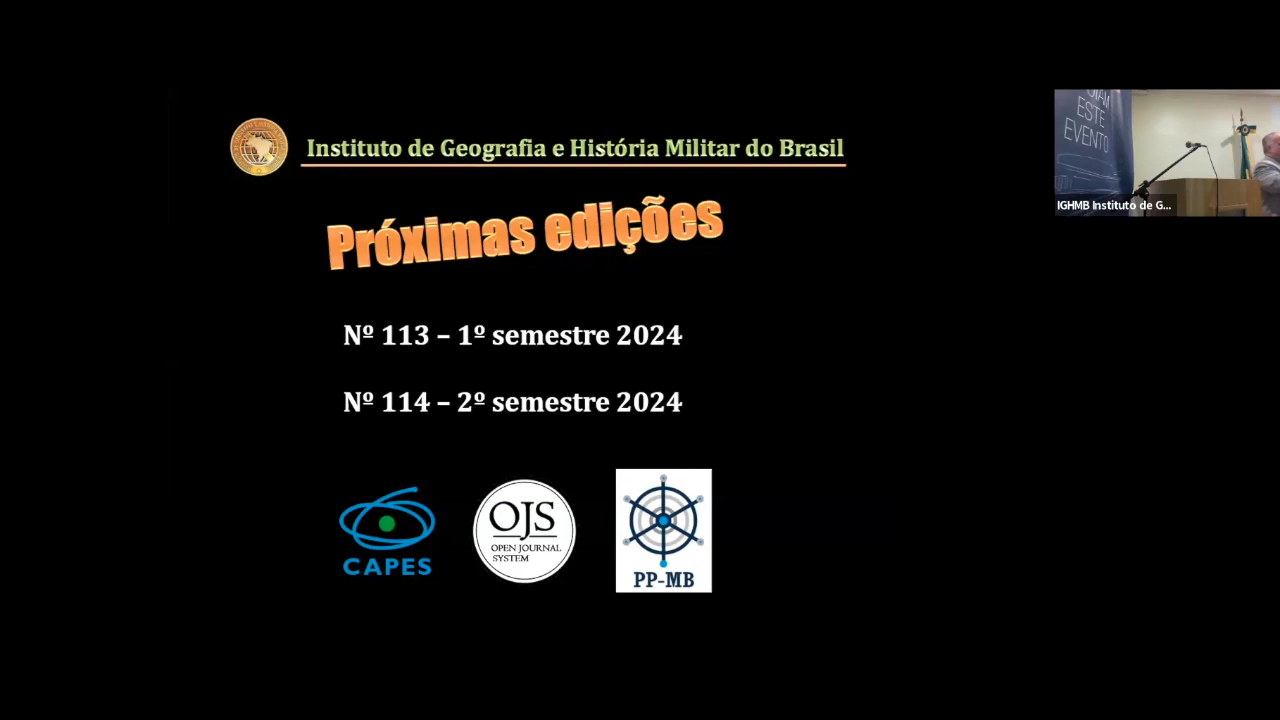 Instituto de Geografia e História Militar do Brasil
Próximas edições
Nº 113 – 1º semestre 2024
Nº 114 – 2º semestre 2024
CAPES
OJS
OPEN JOURNAL
SYSTEM
PP-MB
ESTE
EVENTO
IGHMB Instituto de G...